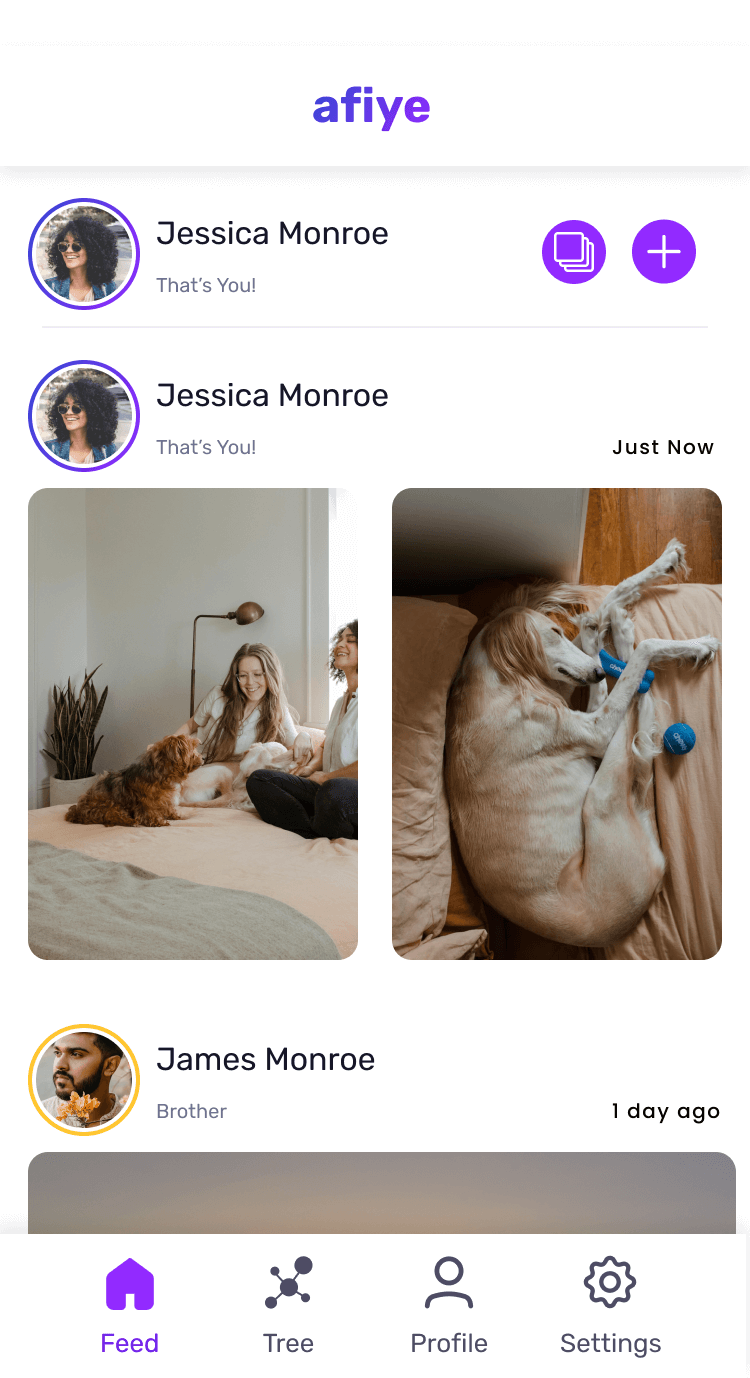 afiye
Jessica Monroe
That's You!
Jessica Monroe
That's You!
Just Now
James Monroe
Brother
1 day ago
Feed
Tree
Profile
Settings